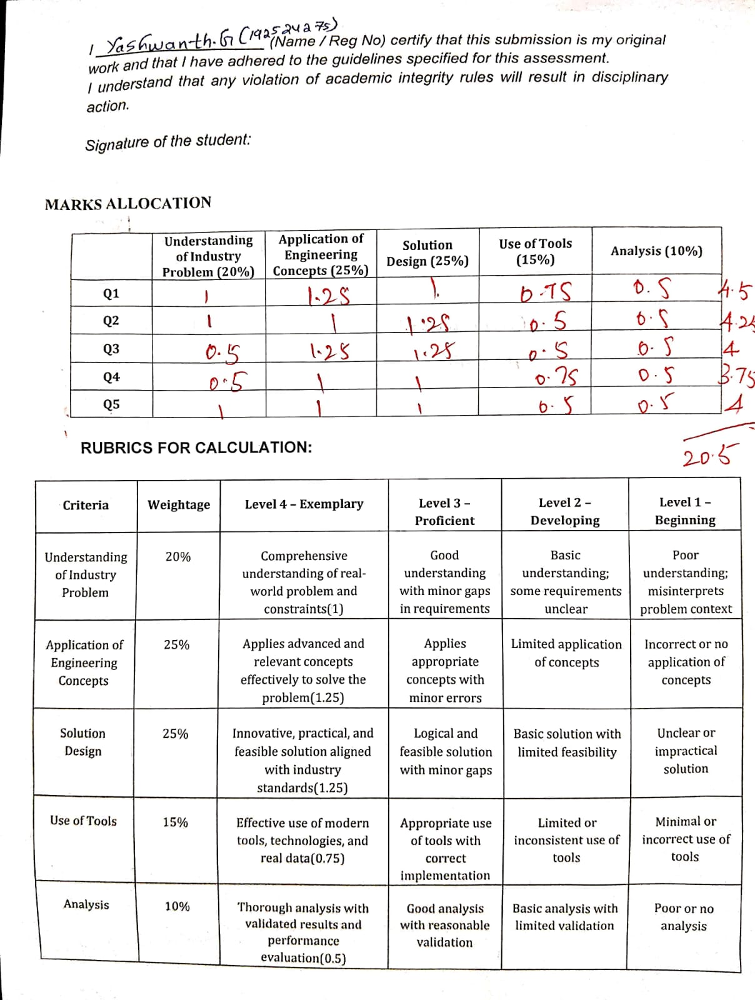 I Yashwanth.G (192524275) (Name / Reg No) certify that this submission is my original
work and that I have adhered to the guidelines specified for this assessment.
I understand that any violation of academic integrity rules will result in disciplinary
action.
Signature of the student:
MARKS ALLOCATION
Understanding of Industry Problem (20%) Application of Engineering Concepts (25%) Solution Design (25%) Use of Tools (15%) Analysis (10%)
Q1 1 1.25 1. 0.75 0.5 4.5
Q2 1 1 1.25 0.5 0.5 4.25
Q3 0.5 1.25 1.25 0.5 0.5 4
Q4 0.5 1 1 0.75 0.5 3.75
Q5 1 1 1 0.5 0.5 4
20.5
RUBRICS FOR CALCULATION:
Criteria Weightage Level 4 – Exemplary Level 3 – Proficient Level 2 – Developing Level 1 – Beginning
Understanding of Industry Problem 20% Comprehensive understanding of real-world problem and constraints(1) Good understanding with minor gaps in requirements Basic understanding; some requirements unclear Poor understanding; misinterprets problem context
Application of Engineering Concepts 25% Applies advanced and relevant concepts effectively to solve the problem(1.25) Applies appropriate concepts with minor errors Limited application of concepts Incorrect or no application of concepts
Solution Design 25% Innovative, practical, and feasible solution aligned with industry standards(1.25) Logical and feasible solution with minor gaps Basic solution with limited feasibility Unclear or impractical solution
Use of Tools 15% Effective use of modern tools, technologies, and real data(0.75) Appropriate use of tools with correct implementation Limited or inconsistent use of tools Minimal or incorrect use of tools
Analysis 10% Thorough analysis with validated results and performance evaluation(0.5) Good analysis with reasonable validation Basic analysis with limited validation Poor or no analysis